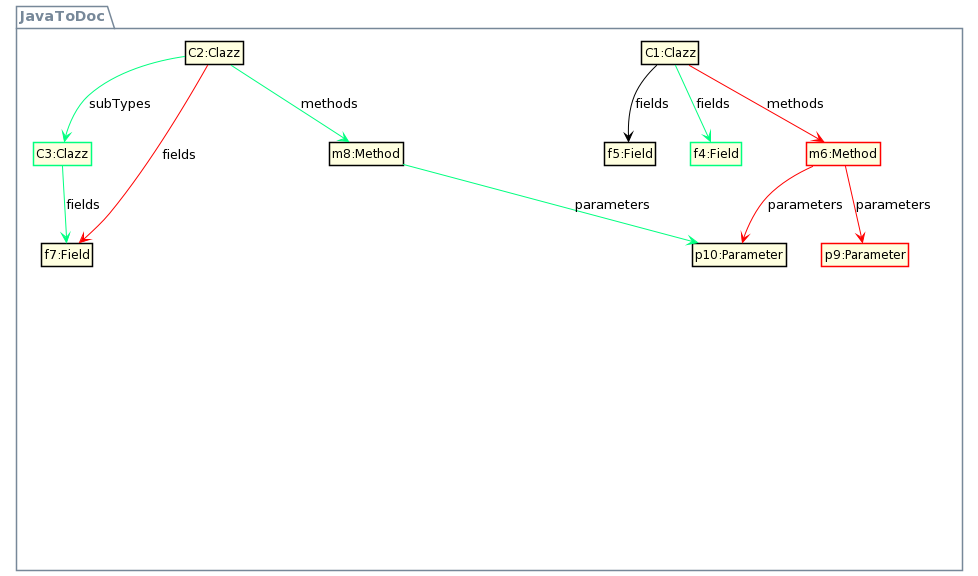 JavaToDoc
C2:Clazz
C1:Clazz
subTypes
methods
fields
fields
methods
fields
C3:Clazz
m8:Method
f5:Field
f4:Field
m6:Method
fields
parameters
parameters
parameters
f7:Field
p10:Parameter
p9:Parameter